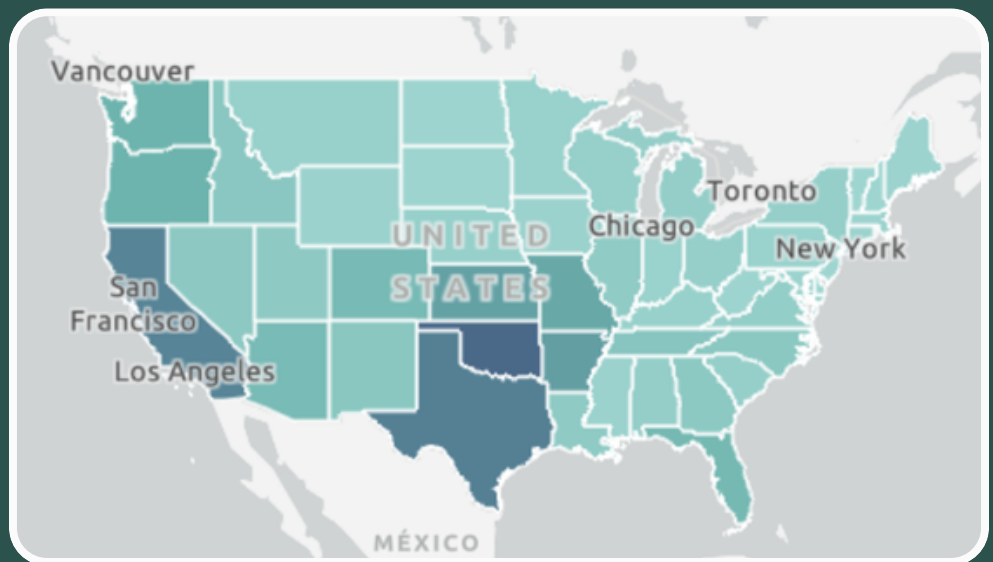 Vancouver
Toronto
Chicago
UNITED
New York
STATES
San
Francisco
Los Angeles
MÉXICO